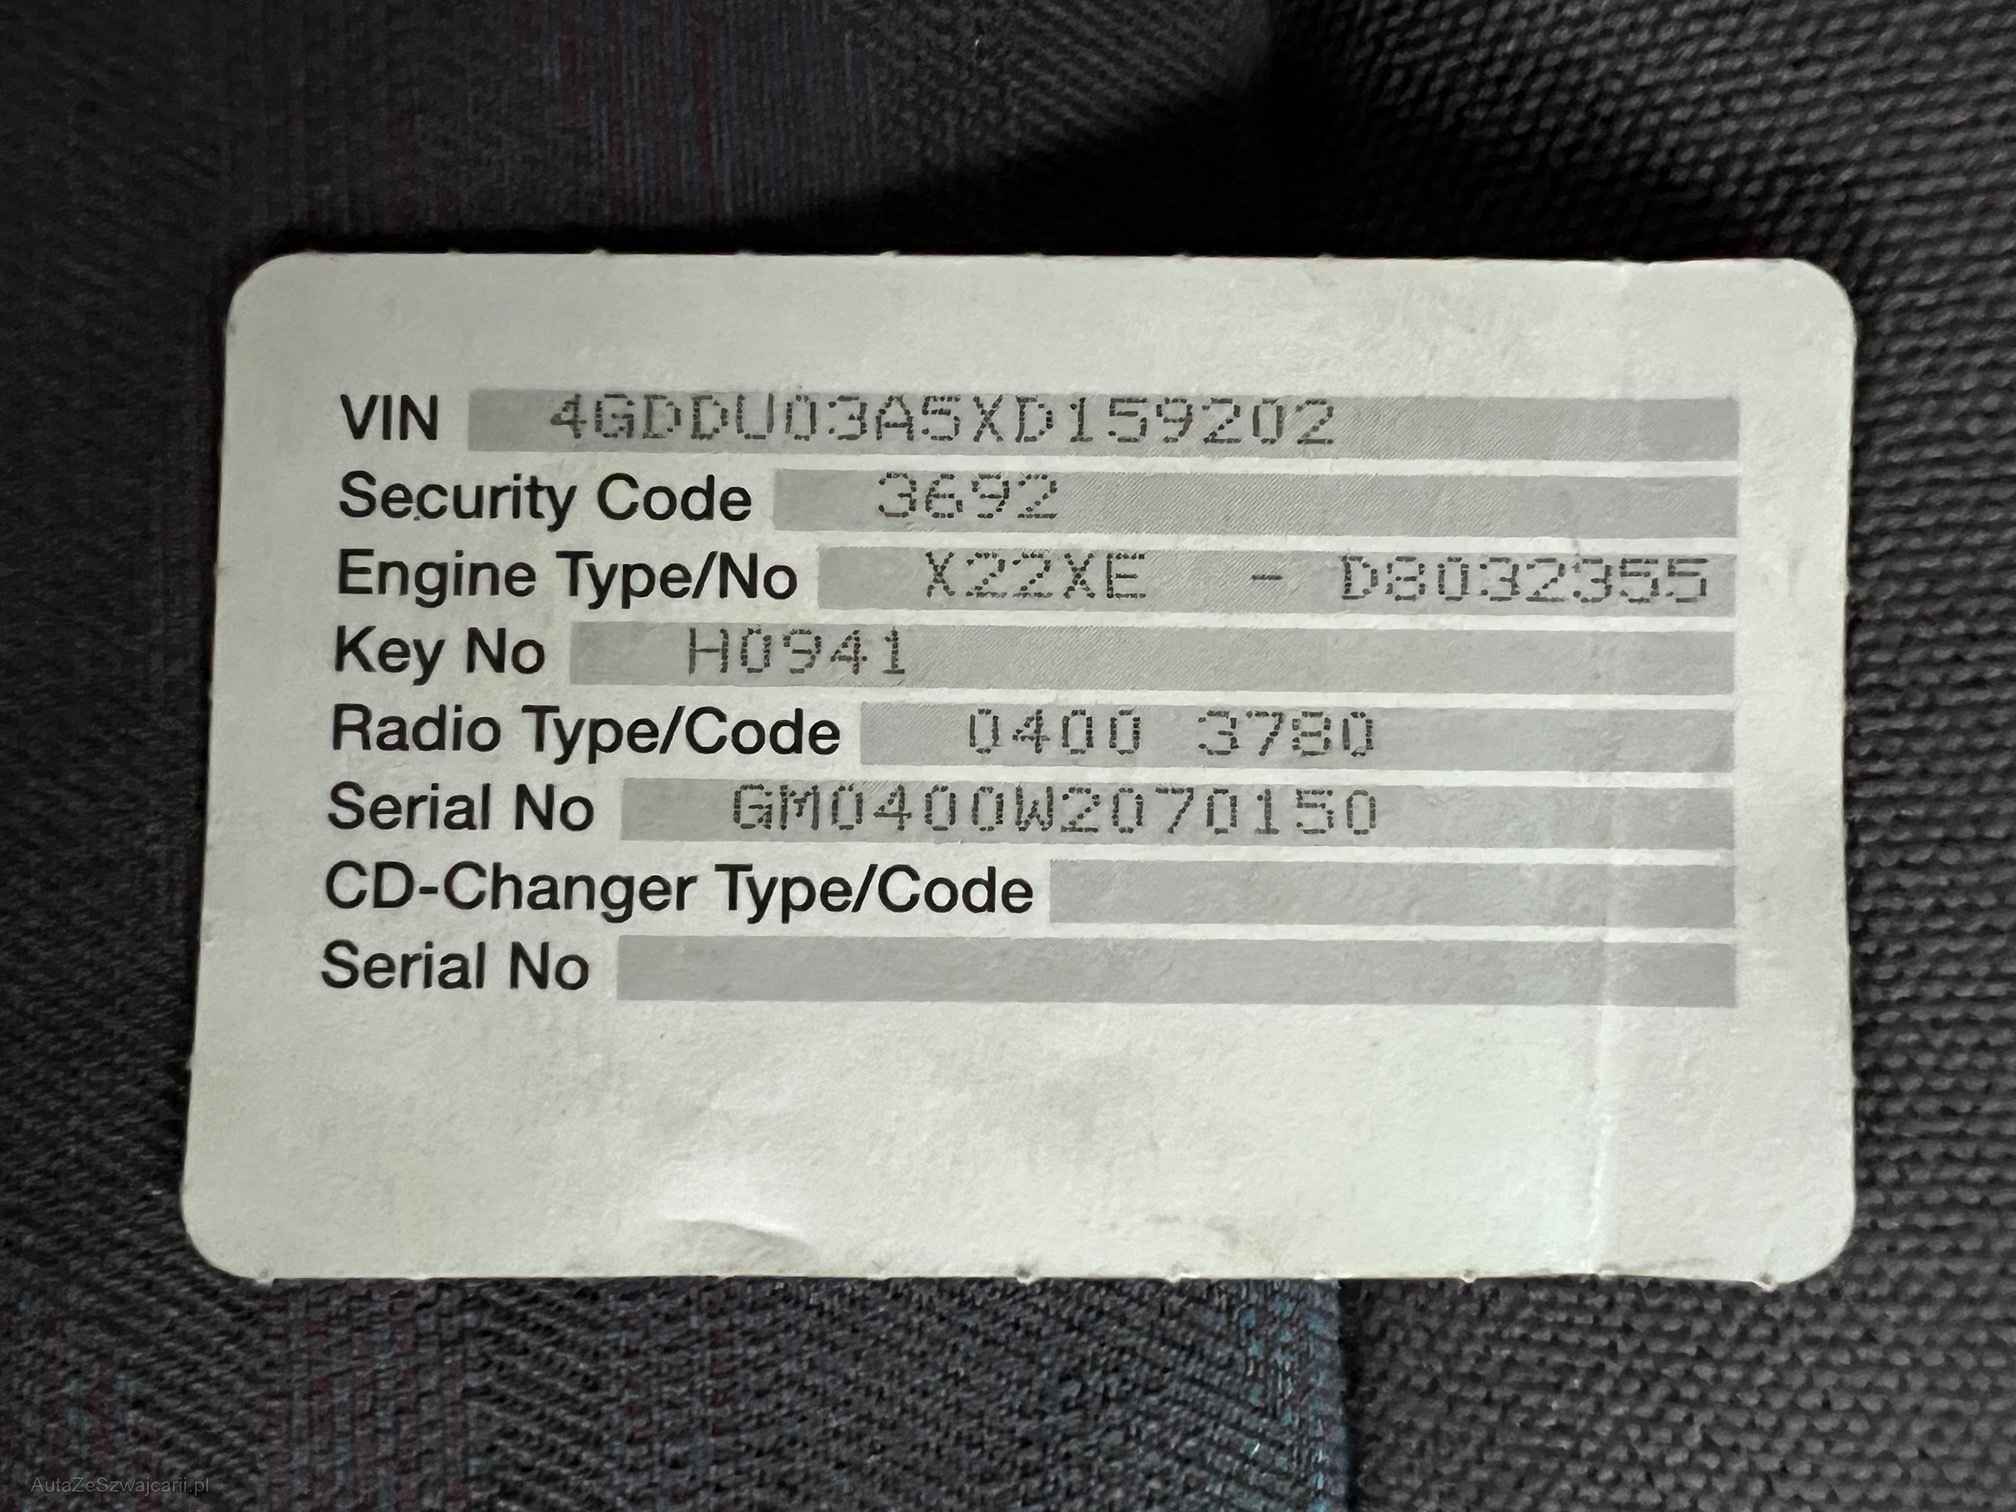 VIN 4GDDU03A5XD159202
Security Code 3692
Engine Type/No X22XE - D8032355
Key No H0941
Radio Type/Code 0400 3780
Serial No GM0400W2070150
CD-Changer Type/Code
Serial No
AutaZeSzwajcarii.pl